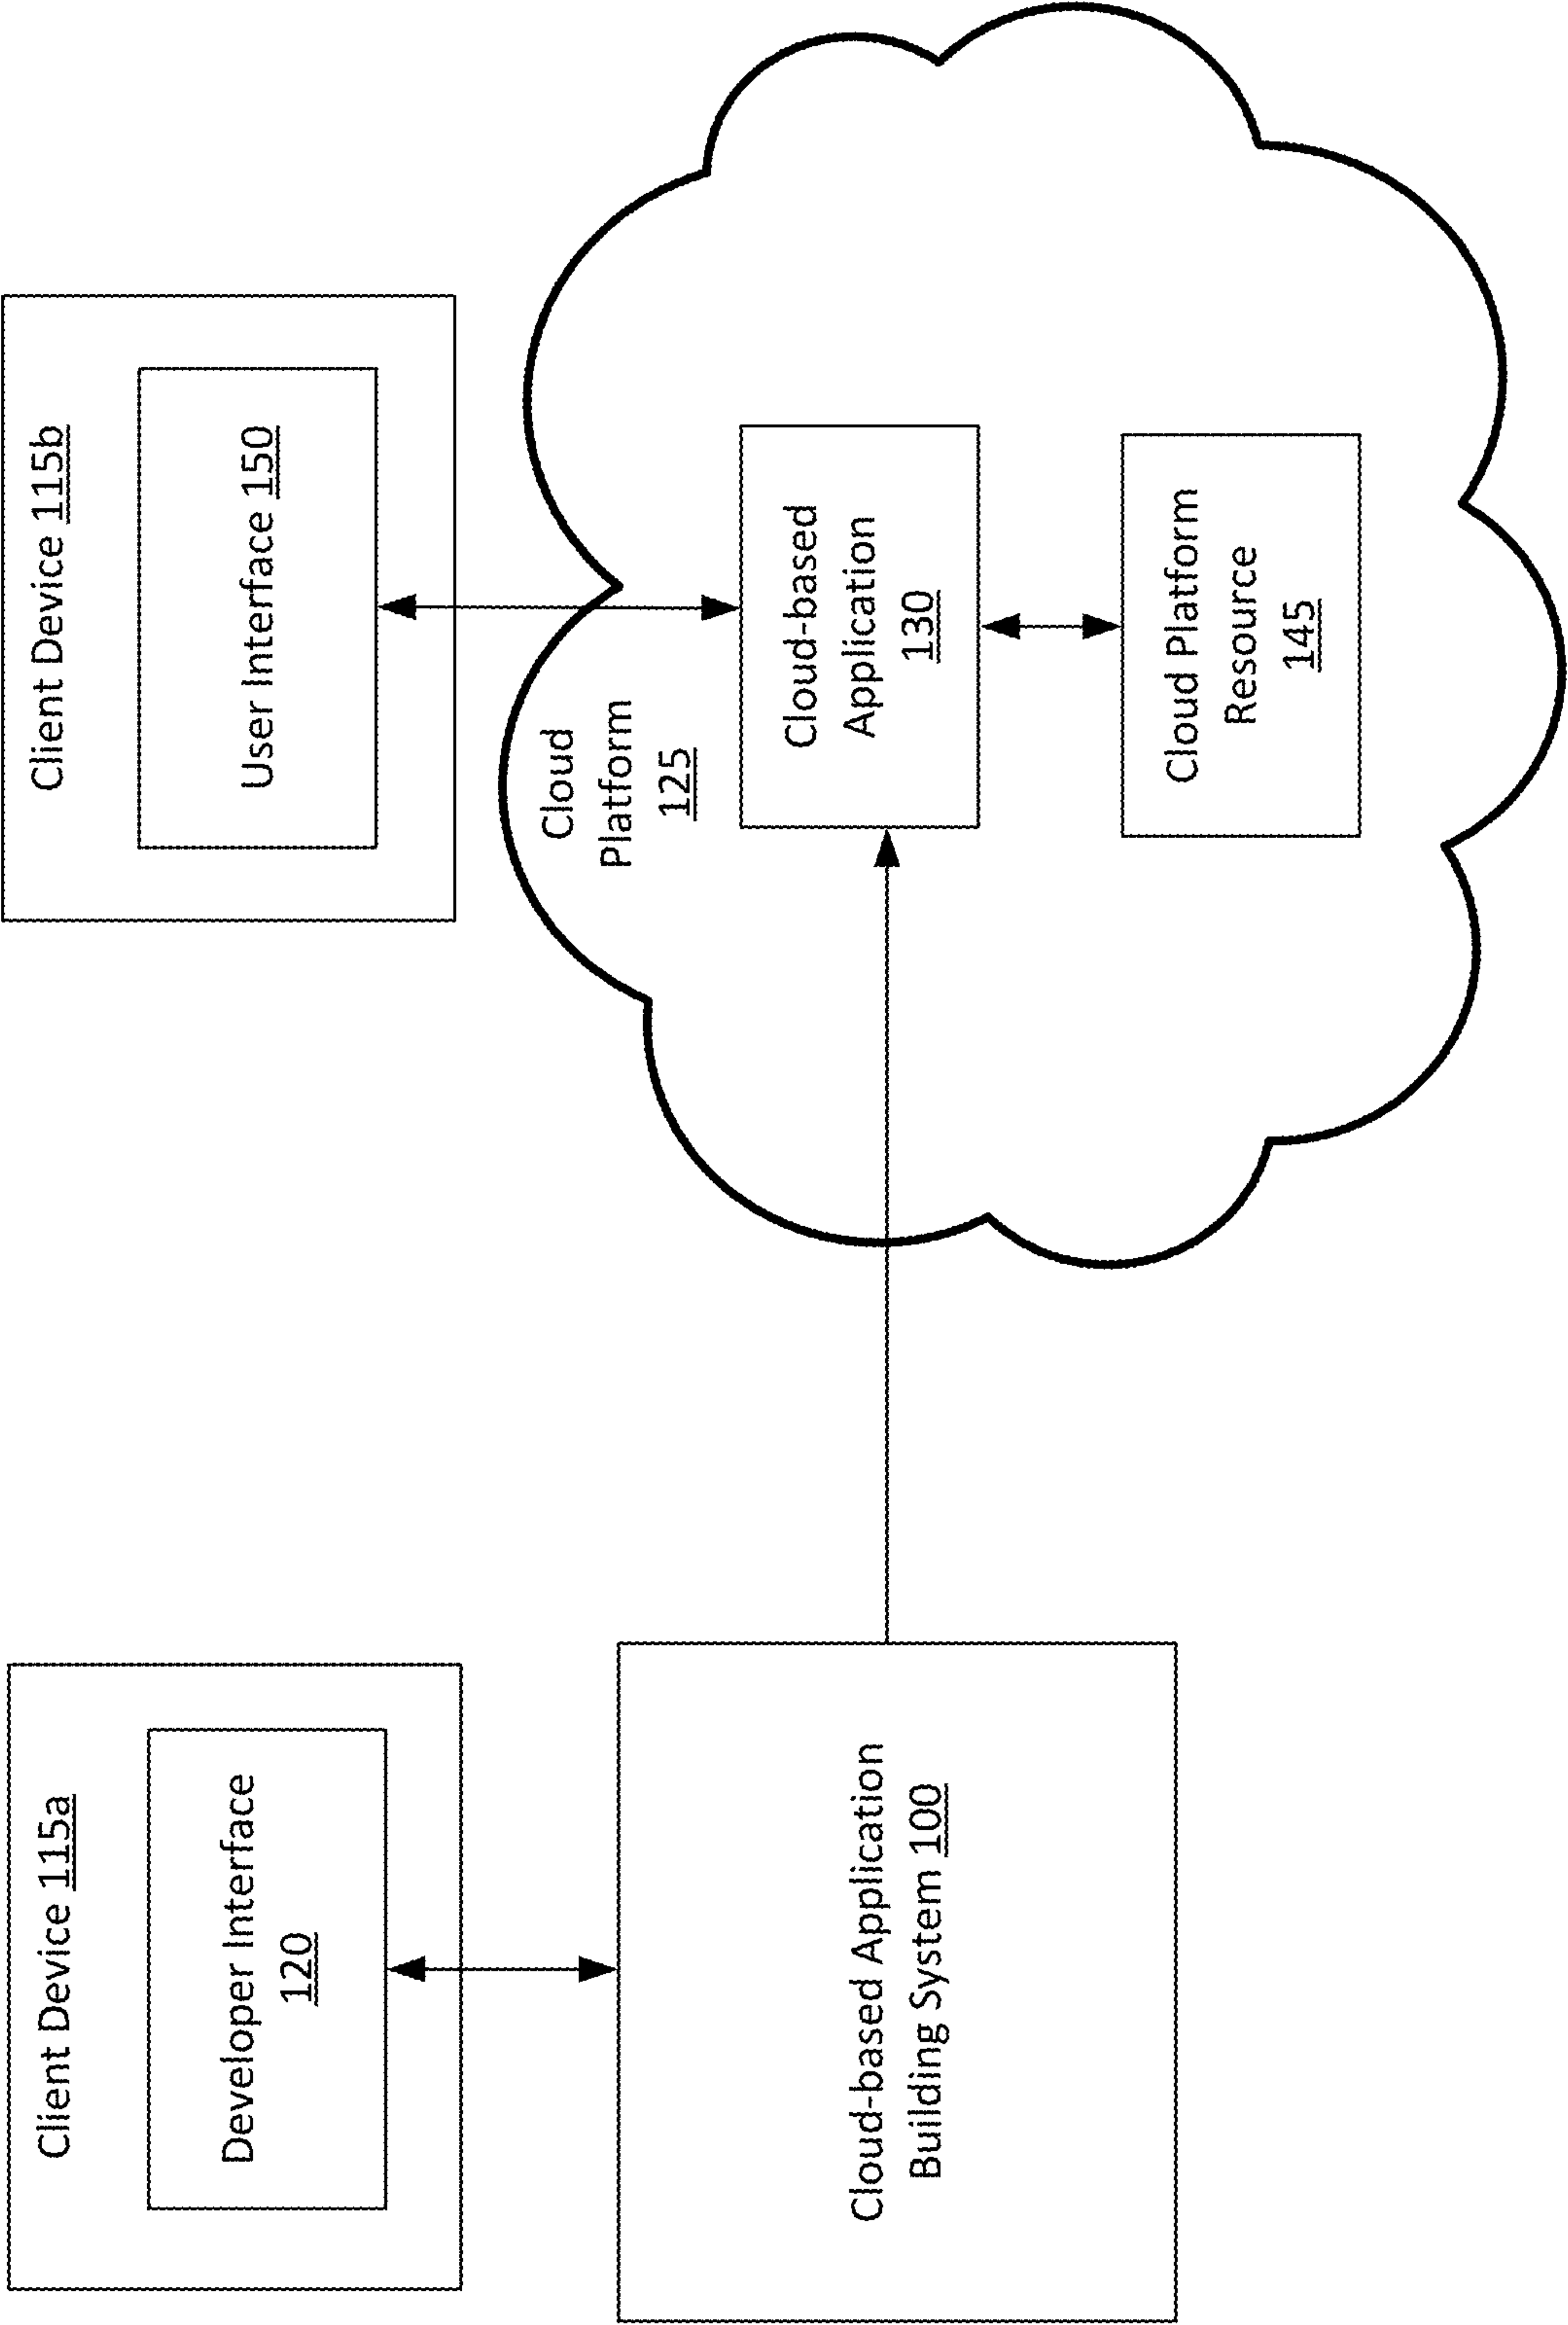 Client Device 115a
Developer Interface
120
Cloud-based Application
Building System 100
Client Device 115b
User Interface 150
Cloud
Platform
125
Cloud-based
Application
130
Cloud Platform
Resource
145